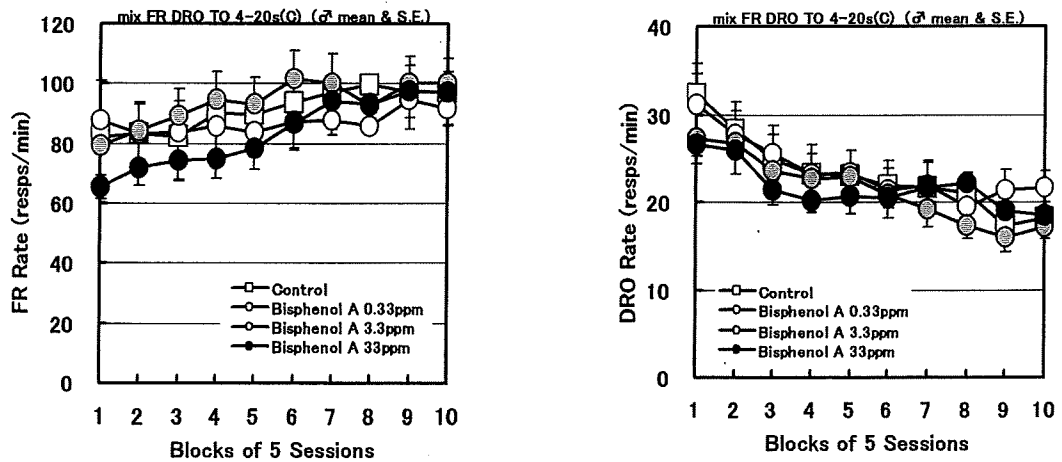 mix FR DRO TO 4-20s(C) (♂ mean & S.E.)
FR Rate (resps/min)
120
100
80
60
40
20
0
Control
Bisphenol A 0.33ppm
Bisphenol A 3.3ppm
Bisphenol A 33ppm
1 2 3 4 5 6 7 8 9 10
Blocks of 5 Sessions
mix FR DRO TO 4-20s(C) (♂ mean & S.E.)
DRO Rate (resps/min)
40
30
20
10
0
Control
Bisphenol A 0.33ppm
Bisphenol A 3.3ppm
Bisphenol A 33ppm
1 2 3 4 5 6 7 8 9 10
Blocks of 5 Sessions